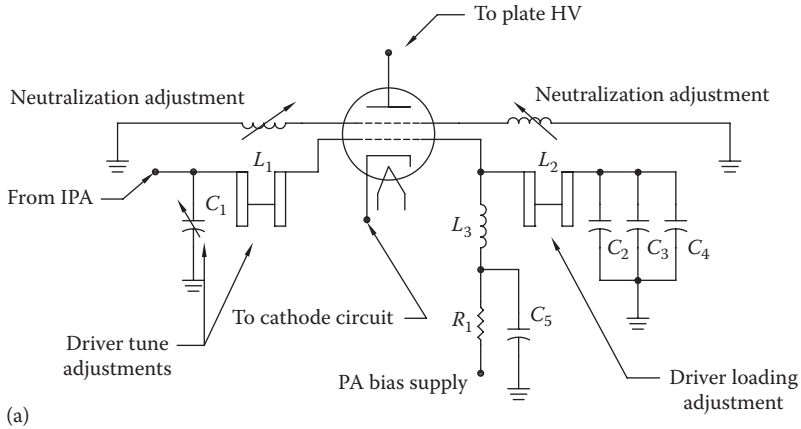 To plate HV
Neutralization adjustment
Neutralization adjustment
L1
L2
From IPA
C1
L3
C2
C3
C4
To cathode circuit
R1
C5
Driver tune
adjustments
PA bias supply
Driver loading
adjustment
(a)